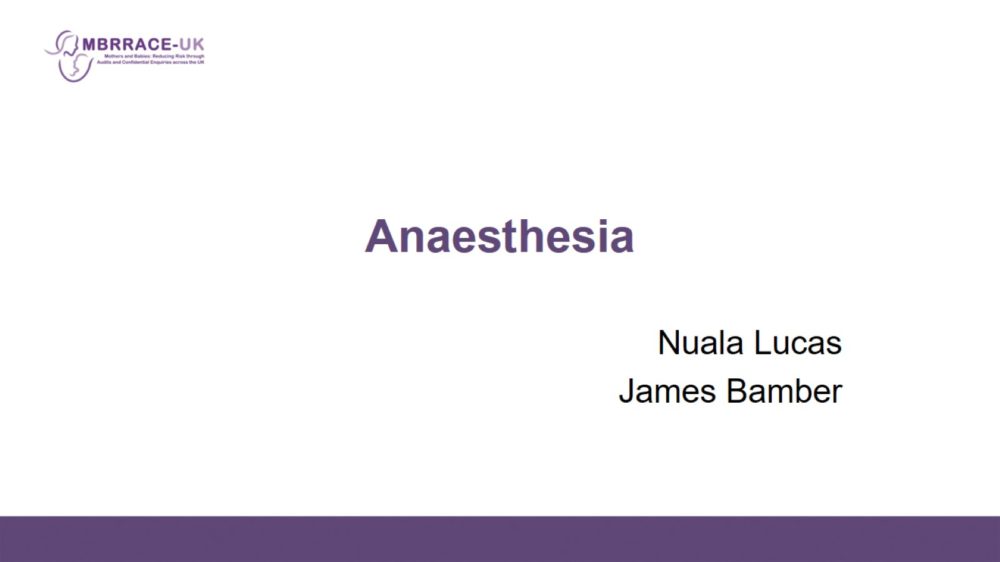 MBRRACE-UK
Mothers and Babies: Reducing Risk through
Audits and Confidential Enquiries across the UK
Anaesthesia
Nuala Lucas
James Bamber